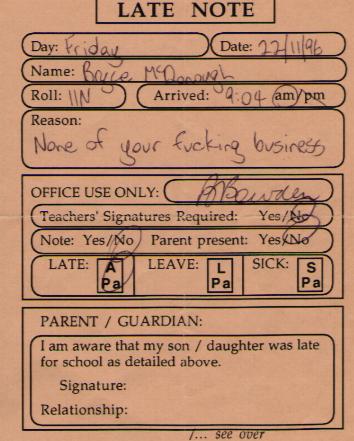 LATE NOTE
Day: Friday Date: 22/11/96
Name: Bryce McDonough
Roll: 11N Arrived: 9:04 am/pm
Reason:
None of your fucking business
OFFICE USE ONLY: B Bowden
Teachers' Signatures Required: Yes/No
Note: Yes/No Parent present: Yes/No
LATE: A Pa LEAVE: L Pa SICK: S Pa
PARENT / GUARDIAN:
I am aware that my son / daughter was late
for school as detailed above.
Signature:
Relationship:
/... see over